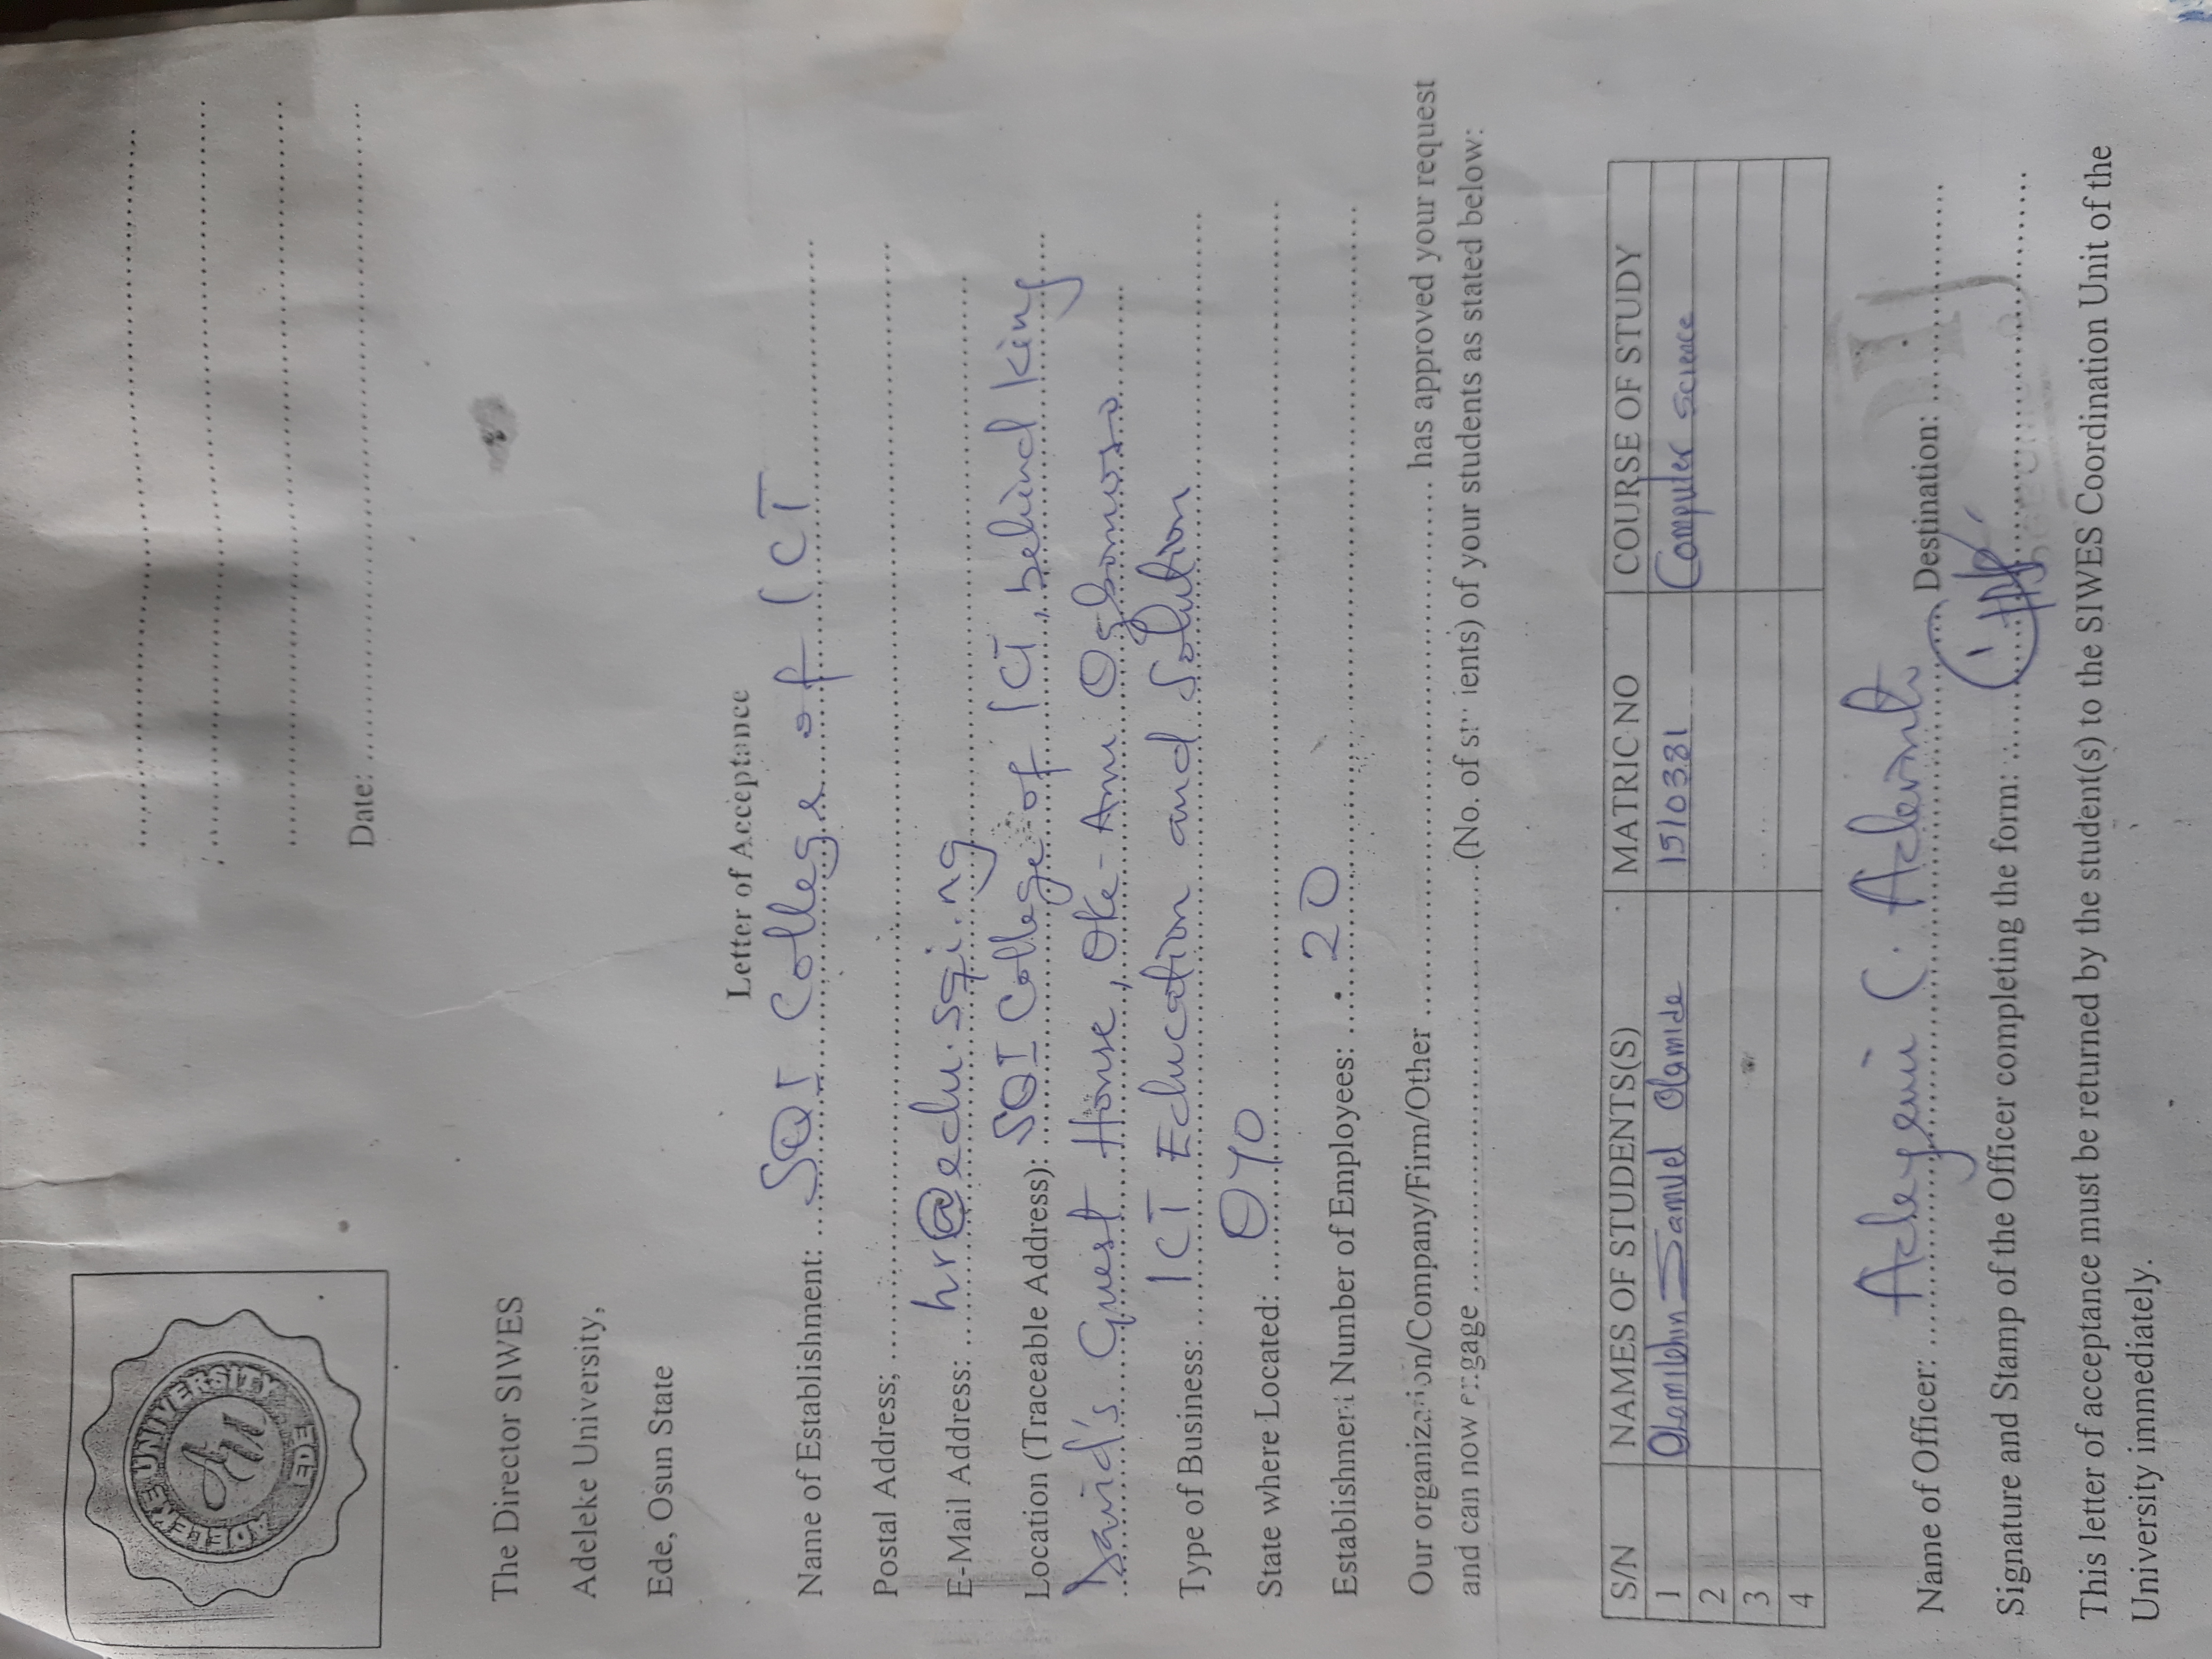 ADELEKE UNIVERSITY
AU
EDE
Date: ........................
The Director SIWES
Adeleke University,
Ede, Osun State
Letter of Acceptance
Name of Establishment: SQI College of ICT
Postal Address:
E-Mail Address: hr@edu.sqi.ng
Location (Traceable Address): SQI College of ICT, behind King
David's Guest House, Oke-Anu Ogbomoso
Type of Business: ICT Education and Solution
State where Located: OYO
Establishment Number of Employees: 20
Our organization/Company/Firm/Other ........................ has approved your request
and can now engage ........................ (No. of students) of your students as stated below:
S/N NAMES OF STUDENTS(S) MATRIC NO COURSE OF STUDY
1 Samuel Olamide 1510331 Computer Science
2
3
4
Name of Officer: Adeyemi C. Destination: ........................
Signature and Stamp of the Officer completing the form: ........................
This letter of acceptance must be returned by the student(s) to the SIWES Coordination Unit of the
University immediately.